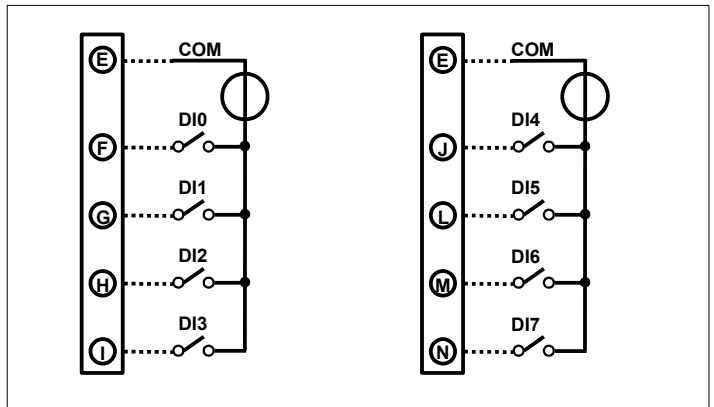 E COM
F DI0
G DI1
H DI2
I DI3
E COM
J DI4
L DI5
M DI6
N DI7